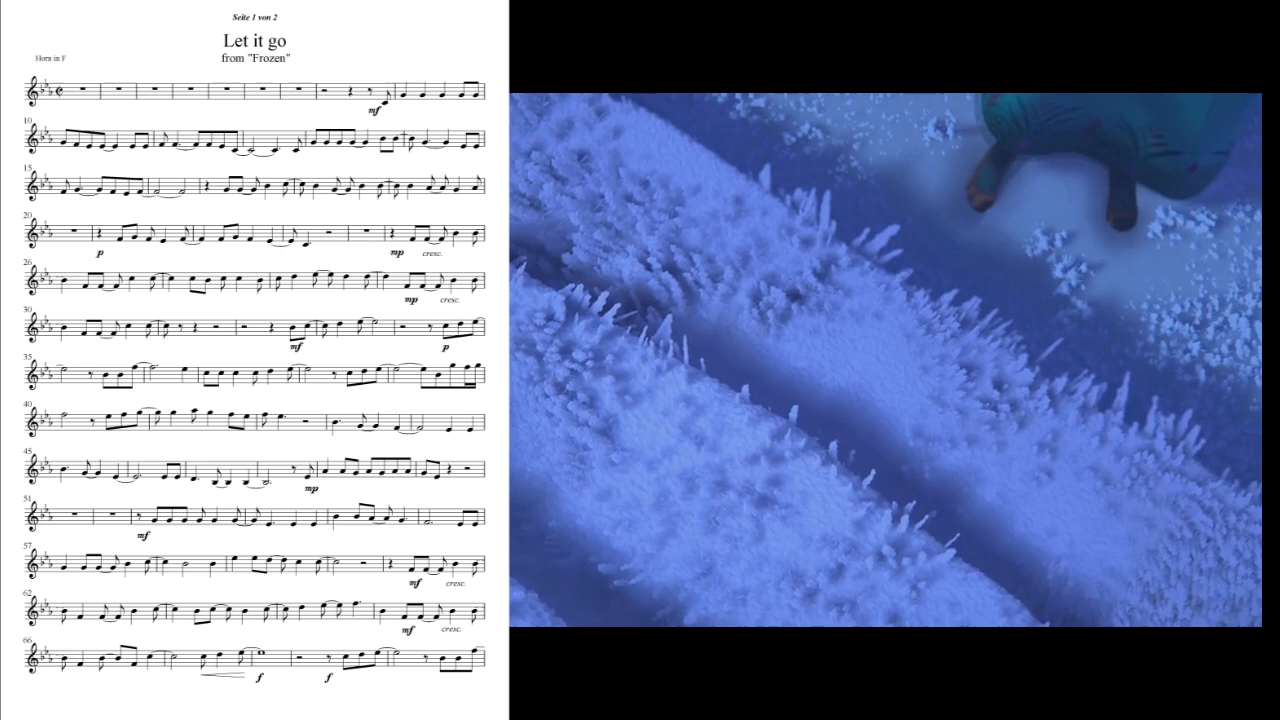 Seite 1 von 2
Let it go
from "Frozen"
Horn in F
mf
10
15
20
p
mp
cresc.
26
mp
cresc.
30
mf
p
35
40
45
mp
51
mf
57
mf
cresc.
62
mf
cresc.
66
f
f